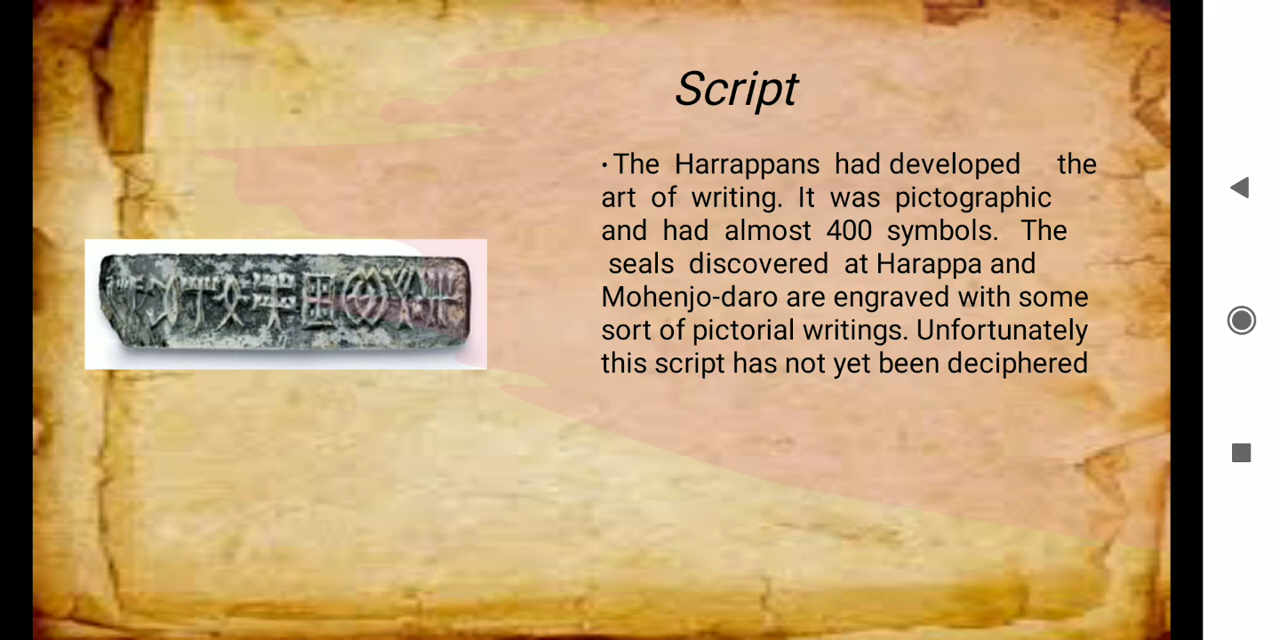 Script
· The Harrappans had developed the
art of writing. It was pictographic
and had almost 400 symbols. The
seals discovered at Harappa and
Mohenjo-daro are engraved with some
sort of pictorial writings. Unfortunately
this script has not yet been deciphered